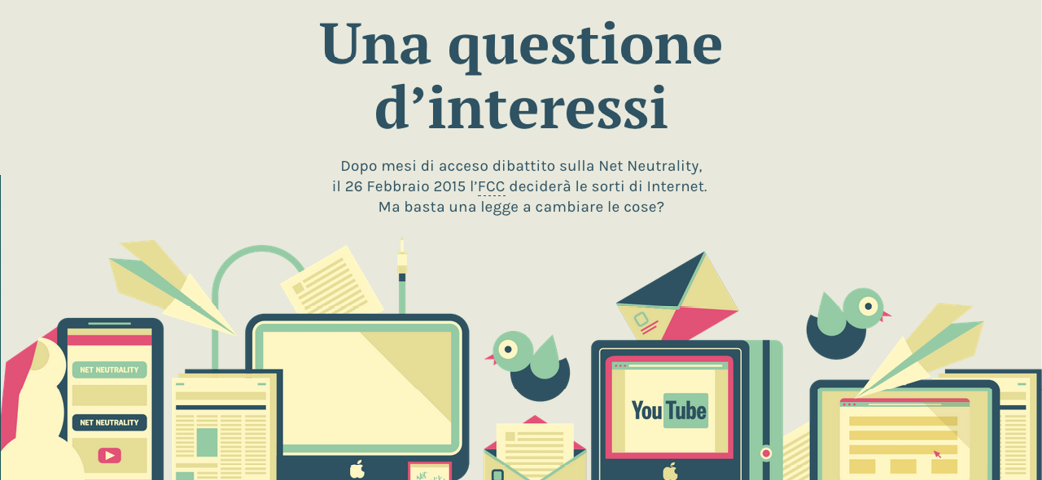 Una questione
d’interessi
Dopo mesi di acceso dibattito sulla Net Neutrality,
il 26 Febbraio 2015 l’FCC deciderà le sorti di Internet.
Ma basta una legge a cambiare le cose?
NET NEUTRALITY
NET NEUTRALITY
YouTube